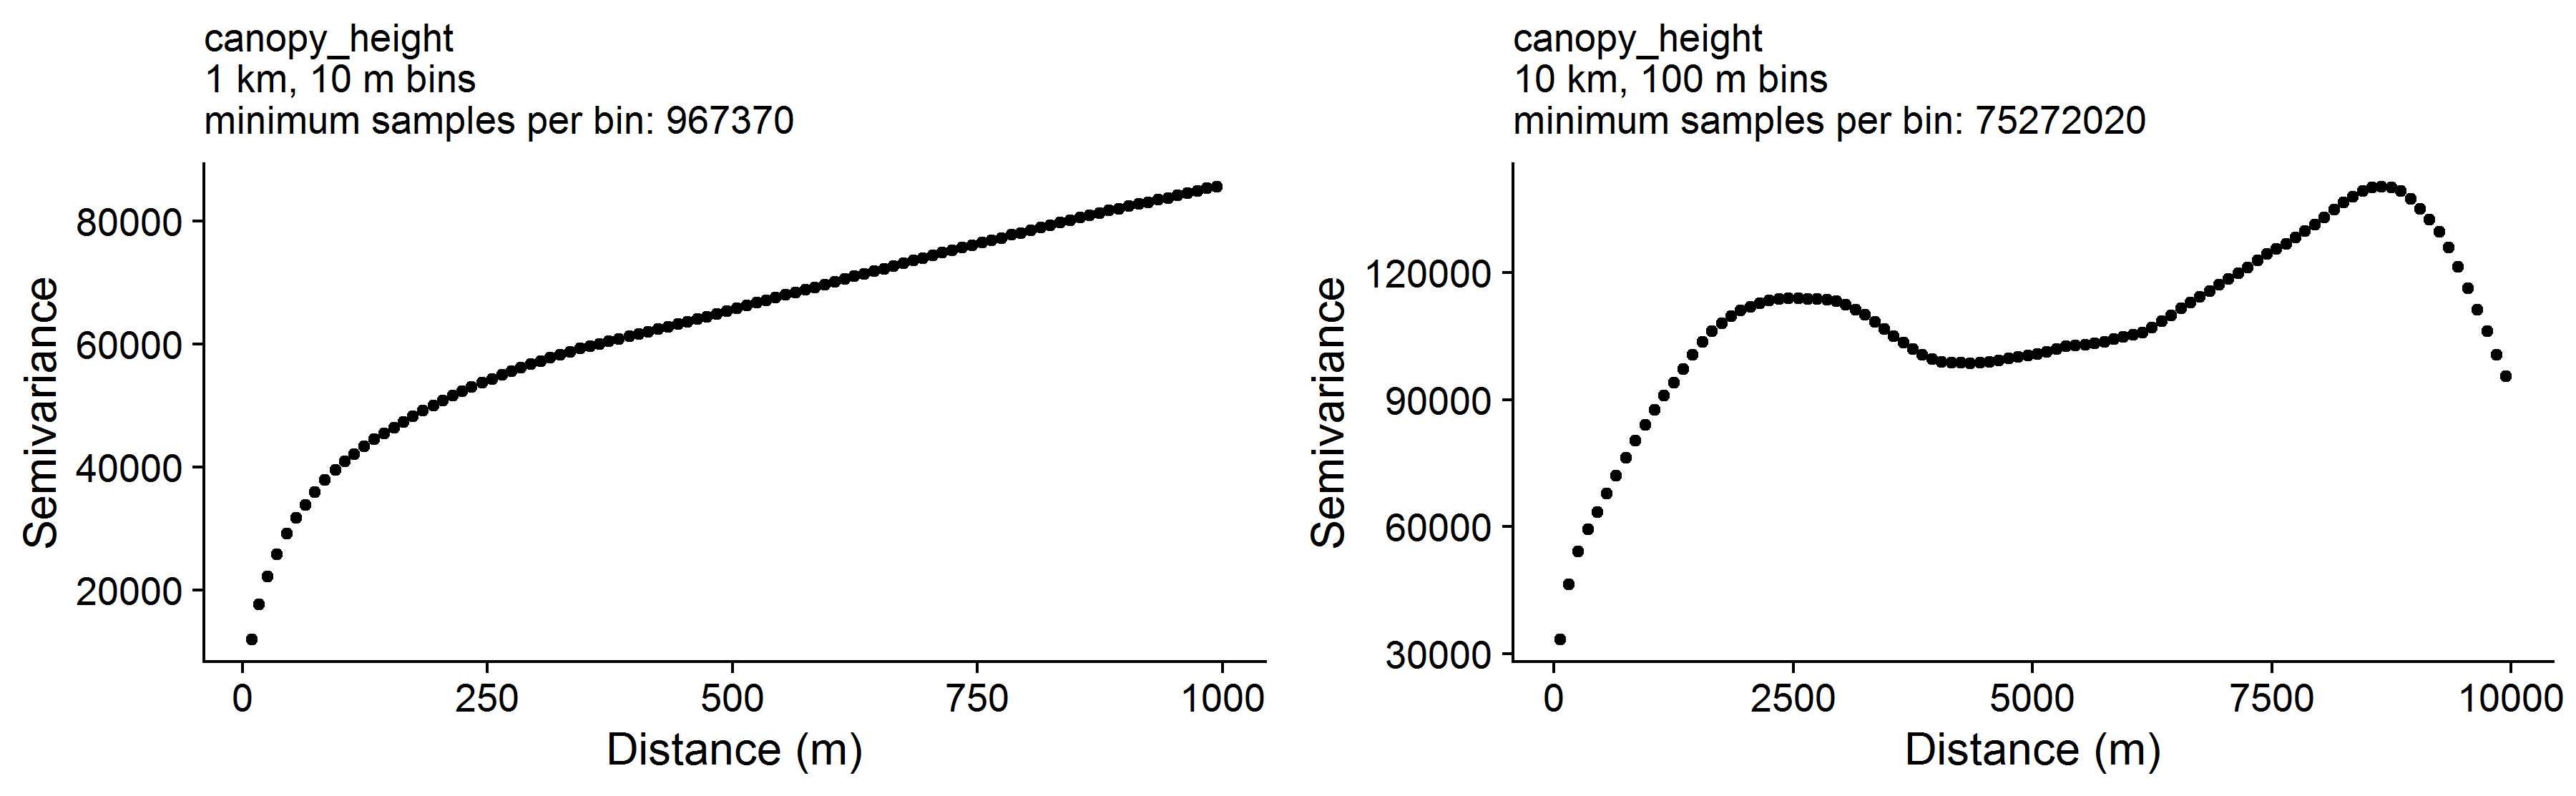 canopy_height
1 km, 10 m bins
minimum samples per bin: 967370
80000
60000
40000
20000
Semivariance
0 250 500 750 1000
Distance (m)
canopy_height
10 km, 100 m bins
minimum samples per bin: 75272020
120000
90000
60000
30000
Semivariance
0 2500 5000 7500 10000
Distance (m)